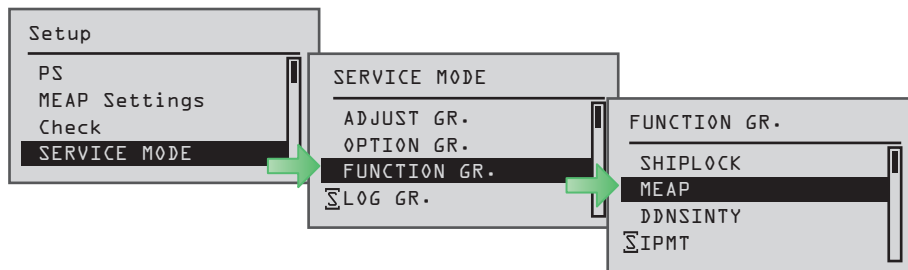 Setup
PS
MEAP Settings
Check
SERVICE MODE
SERVICE MODE
ADJUST GR.
OPTION GR.
FUNCTION GR.
LOG GR.
FUNCTION GR.
SHIPLOCK
MEAP
DDNSINTY
IPMT